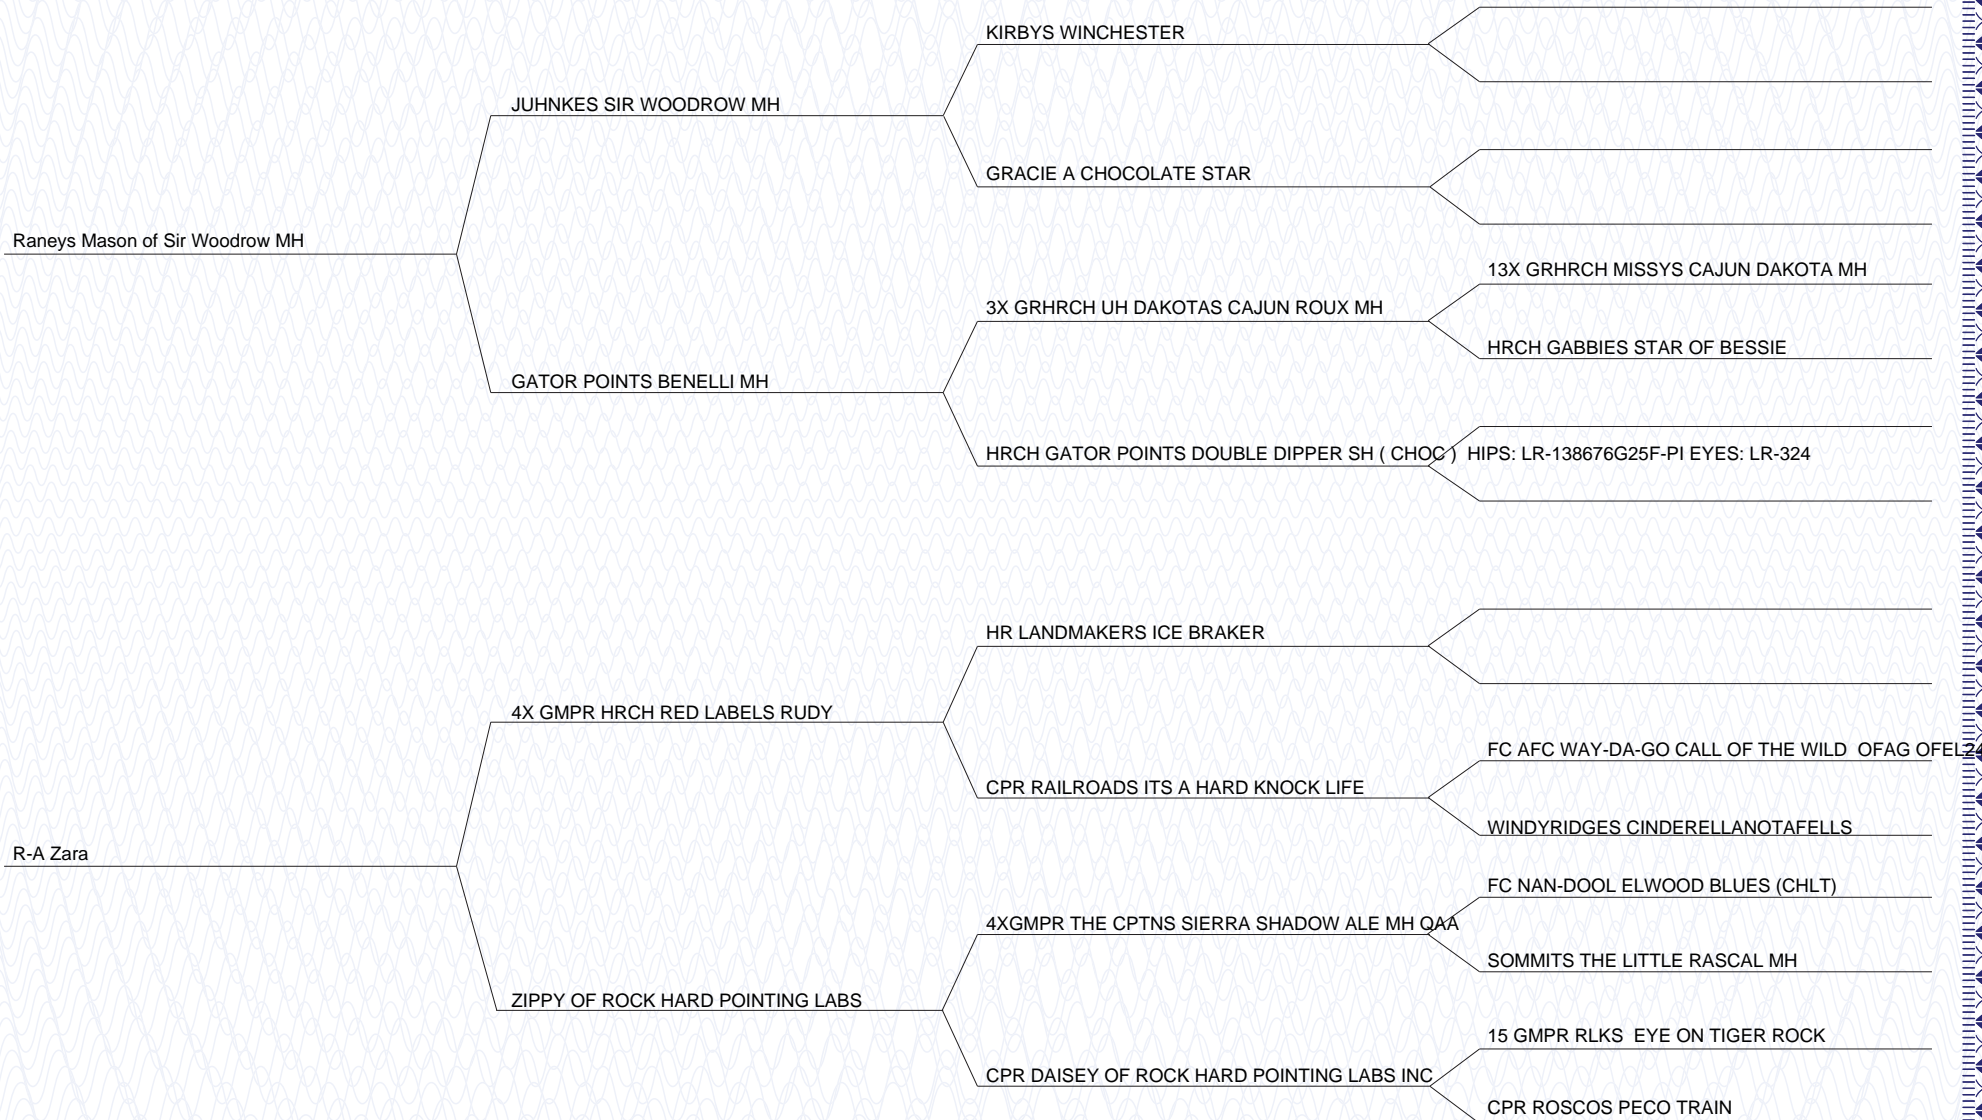 KIRBYS WINCHESTER
JUHNKES SIR WOODROW MH
GRACIE A CHOCOLATE STAR
Raneys Mason of Sir Woodrow MH
13X GRHRCH MISSYS CAJUN DAKOTA MH
3X GRHRCH UH DAKOTAS CAJUN ROUX MH
HRCH GABBIES STAR OF BESSIE
GATOR POINTS BENELLI MH
HRCH GATOR POINTS DOUBLE DIPPER SH ( CHOC )  HIPS: LR-138676G25F-PI EYES: LR-324
HR LANDMAKERS ICE BRAKER
4X GMPR HRCH RED LABELS RUDY
FC AFC WAY-DA-GO CALL OF THE WILD  OFAG
CPR RAILROADS ITS A HARD KNOCK LIFE
WINDYRIDGES CINDERELLANOTAFELLS
R-A Zara
FC NAN-DOOL ELWOOD BLUES (CHLT)
4XGMPR THE CPTNS SIERRA SHADOW ALE MH QAA
SOMMITS THE LITTLE RASCAL MH
ZIPPY OF ROCK HARD POINTING LABS
15 GMPR RLKS  EYE ON TIGER ROCK
CPR DAISEY OF ROCK HARD POINTING LABS INC
CPR ROSCOS PECO TRAIN